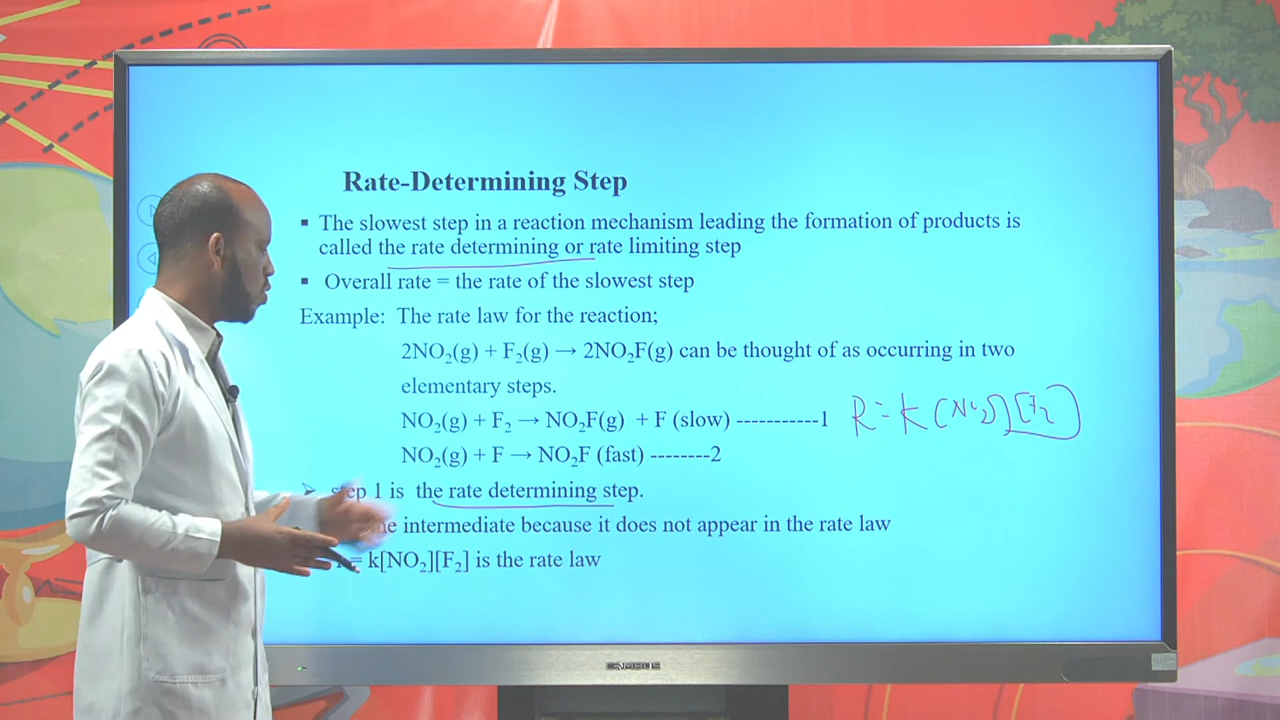 Rate-Determining Step
▪ The slowest step in a reaction mechanism leading the formation of products is
called the rate determining or rate limiting step
▪ Overall rate = the rate of the slowest step
Example: The rate law for the reaction;
2NO₂(g) + F₂(g) → 2NO₂F(g) can be thought of as occurring in two
elementary steps.
NO₂(g) + F₂ → NO₂F(g) + F (slow) -----------1
R = K (NO₂) [F₂]
NO₂(g) + F → NO₂F (fast) --------2
➢ step 1 is the rate determining step.
intermediate because it does not appear in the rate law
= k[NO₂][F₂] is the rate law